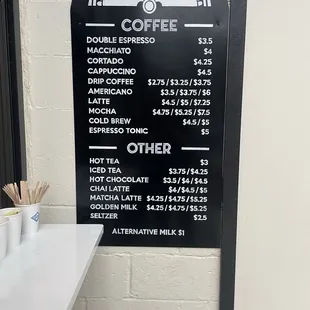 COFFEE
DOUBLE ESPRESSO $3.5
MACCHIATO $4
CORTADO $4.25
CAPPUCCINO $4.5
DRIP COFFEE $2.75 / $3.25 / $3.75
AMERICANO $3.5 / $3.75 / $6
LATTE $4.5 / $5 / $7.25
MOCHA $4.75 / $5.25 / $7.5
COLD BREW $4.5 / $5
ESPRESSO TONIC $5
OTHER
HOT TEA $3
ICED TEA $3.75 / $4.25
HOT CHOCOLATE $3.5 / $4 / $4.5
CHAI LATTE $4 / $4.5 / $5
MATCHA LATTE $4.25 / $4.75 / $5.25
GOLDEN MILK $4.25 / $4.75 / $5.25
SELTZER $2.5
ALTERNATIVE MILK $1